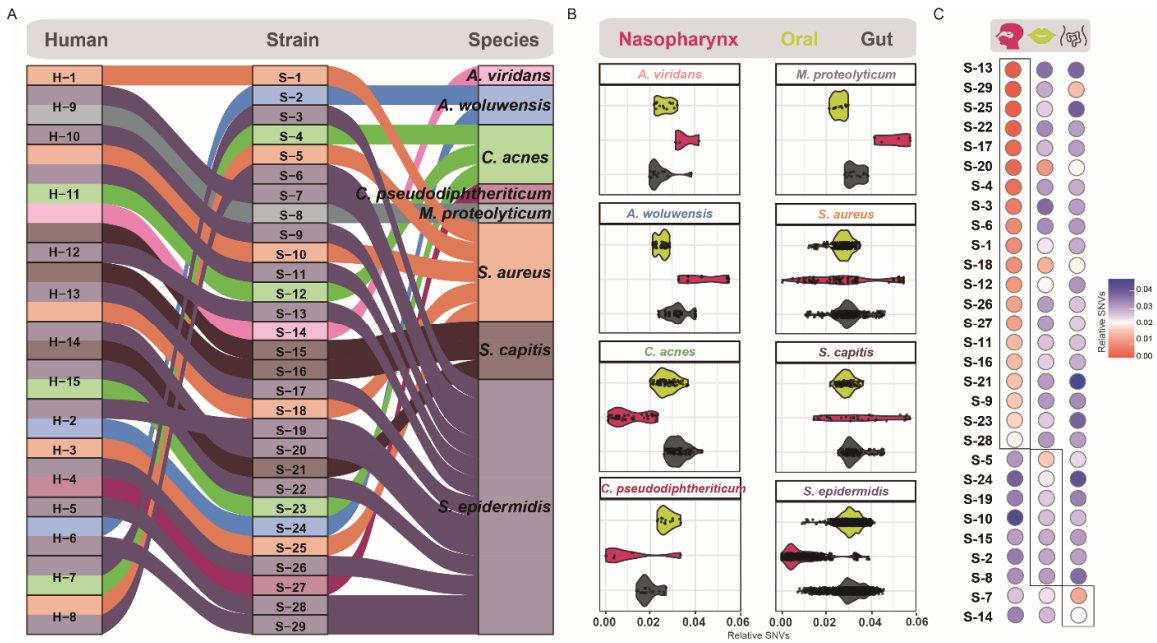 A
Human
Strain
Species
H-1
H-9
H-10
H-11
H-12
H-13
H-14
H-15
H-2
H-3
H-4
H-5
H-6
H-7
H-8
S-1
S-2
S-3
S-4
S-5
S-6
S-7
S-8
S-9
S-10
S-11
S-12
S-13
S-14
S-15
S-16
S-17
S-18
S-19
S-20
S-21
S-22
S-23
S-24
S-25
S-26
S-27
S-28
S-29
A. viridans
A. woluwensis
C. acnes
C. pseudodiphtheriticum
M. proteolyticum
S. aureus
S. capitis
S. epidermidis
B
Nasopharynx Oral Gut
A. viridans
M. proteolyticum
A. woluwensis
S. aureus
C. acnes
S. capitis
C. pseudodiphtheriticum
S. epidermidis
0.00 0.02 0.04 0.06 0.00 0.02 0.04 0.06
Relative SNVs
C
S-13
S-29
S-25
S-22
S-17
S-20
S-4
S-3
S-6
S-1
S-18
S-12
S-26
S-27
S-11
S-16
S-21
S-9
S-23
S-28
S-5
S-24
S-19
S-10
S-15
S-2
S-8
S-7
S-14
Relative SNVs
0.04
0.03
0.02
0.01
0.00